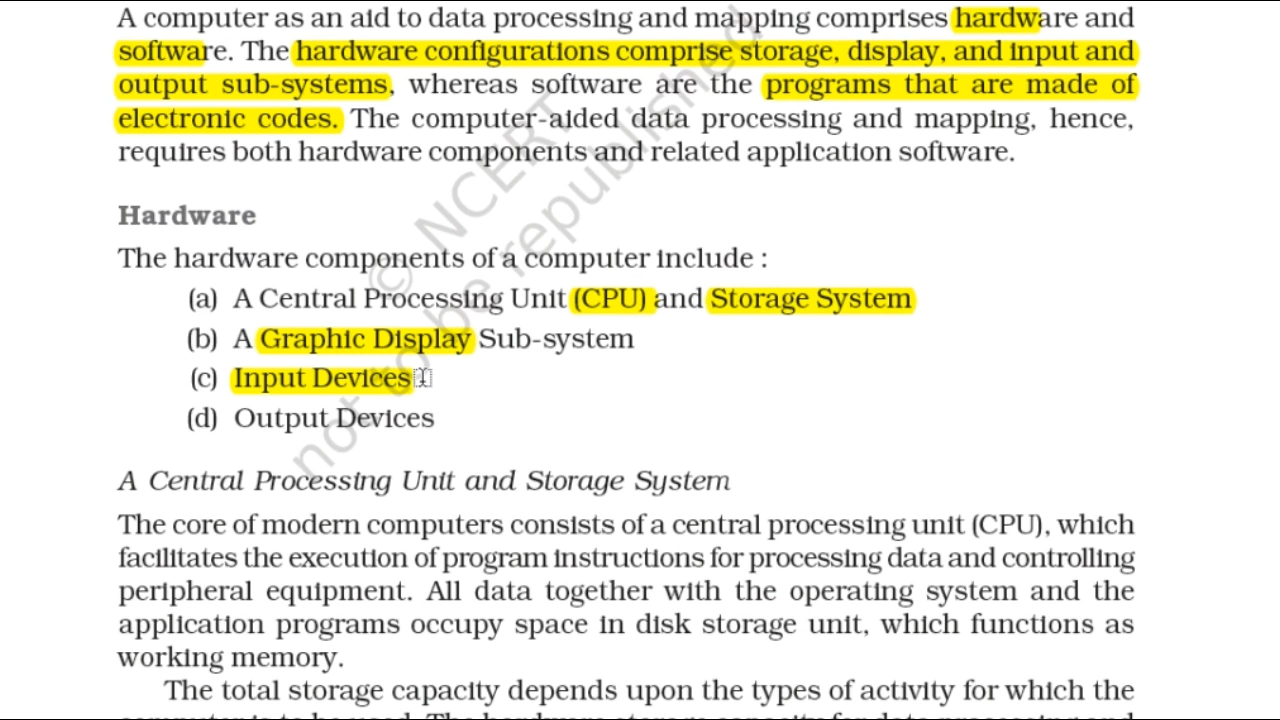 A computer as an aid to data processing and mapping comprises hardware and
software. The hardware configurations comprise storage, display, and input and
output sub-systems, whereas software are the programs that are made of
electronic codes. The computer-aided data processing and mapping, hence,
requires both hardware components and related application software.
Hardware
The hardware components of a computer include :
(a) A Central Processing Unit (CPU) and Storage System
(b) A Graphic Display Sub-system
(c) Input Devices
(d) Output Devices
A Central Processing Unit and Storage System
The core of modern computers consists of a central processing unit (CPU), which
facilitates the execution of program instructions for processing data and controlling
peripheral equipment. All data together with the operating system and the
application programs occupy space in disk storage unit, which functions as
working memory.
The total storage capacity depends upon the types of activity for which the
© NCERT
not to be republished